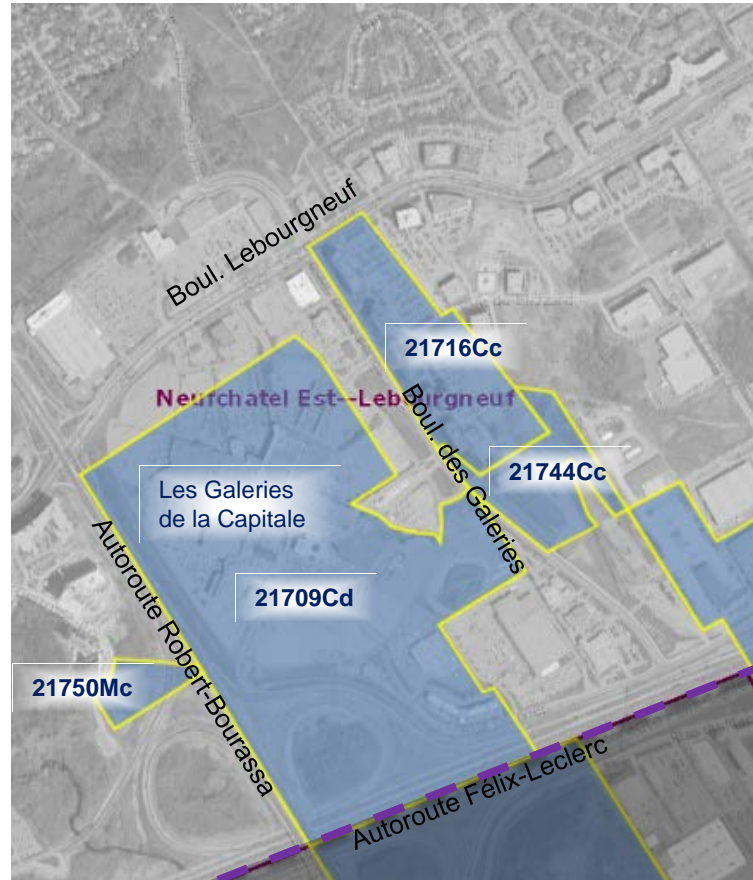 Boul. Lebourgneuf
21716Cc
Neufchatel Est--Lebourgneuf
Boul. des Galeries
21744Cc
Les Galeries
de la Capitale
21709Cd
Autoroute Robert-Bourassa
21750Mc
Autoroute Félix-Leclerc